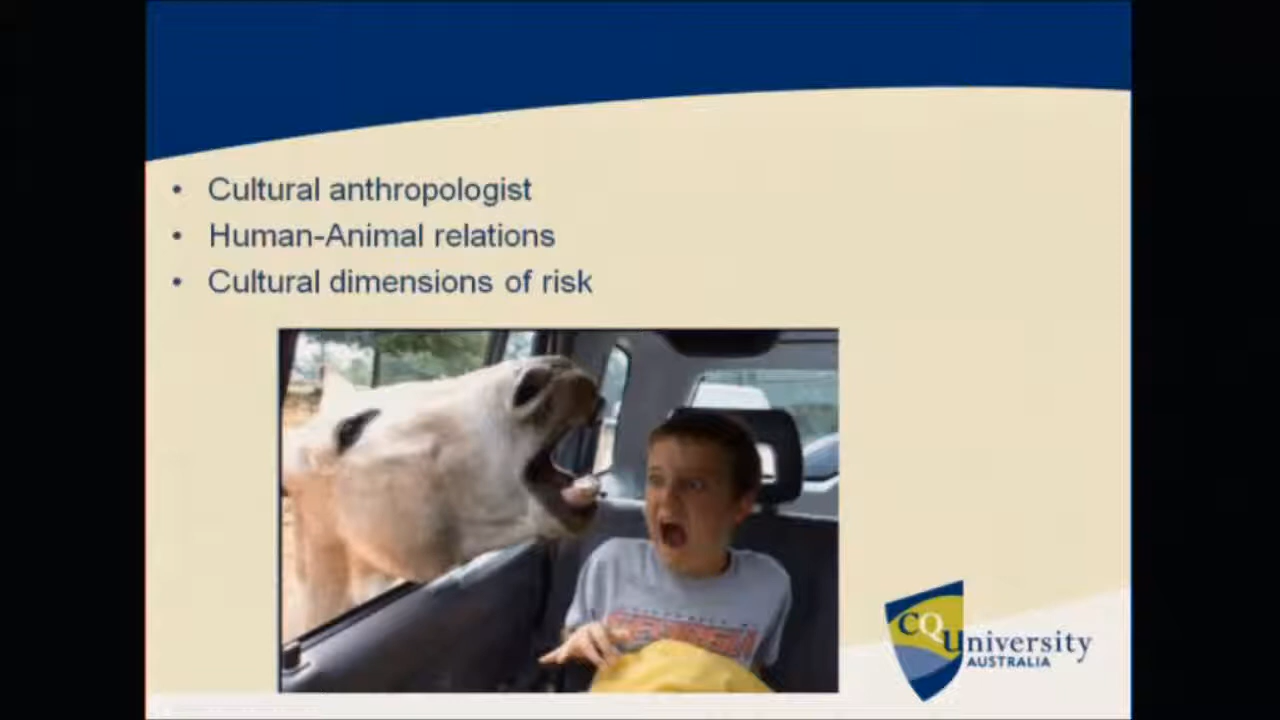 • Cultural anthropologist
• Human-Animal relations
• Cultural dimensions of risk
CQUniversity
AUSTRALIA